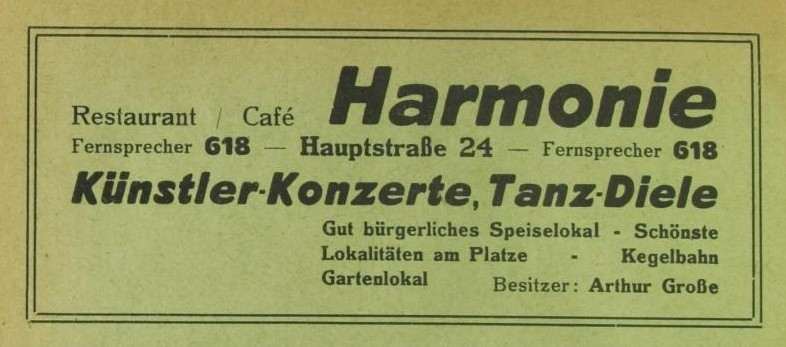 Restaurant / Café Harmonie
Fernsprecher 618 — Hauptstraße 24 — Fernsprecher 618
Künstler-Konzerte, Tanz-Diele
Gut bürgerliches Speiselokal - Schönste
Lokalitäten am Platze - Kegelbahn
Gartenlokal Besitzer: Arthur Große